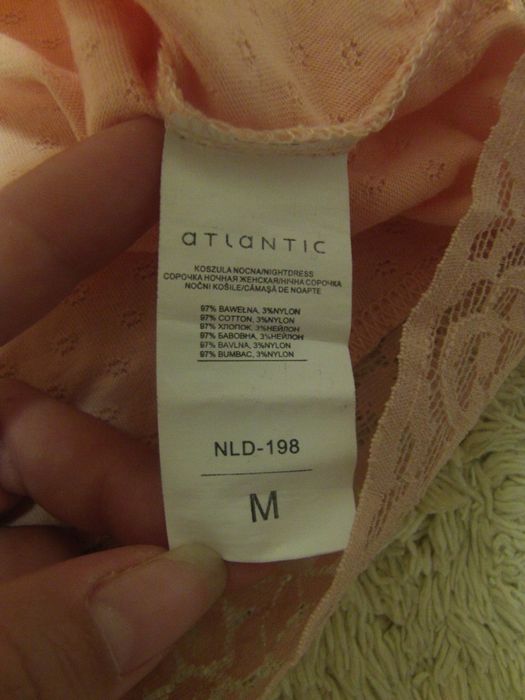 ATLANTIC
KOSZULA NOCNA/NIGHTDRESS
СОРОЧКА НОЧНАЯ ЖЕНСКАЯ/НІЧНА СОРОЧКА
NOČNI KOŠILE/CĂMAŞĂ DE NOAPTE
97% BAWEŁNA, 3%NYLON
97% COTTON, 3%NYLON
97% ХЛОПОК, 3%НЕЙЛОН
97% БАВОВНА, 3%НЕЙЛОН
97% BAVLNA, 3%NYLON
97% BUMBAC, 3%NYLON
NLD-198
M